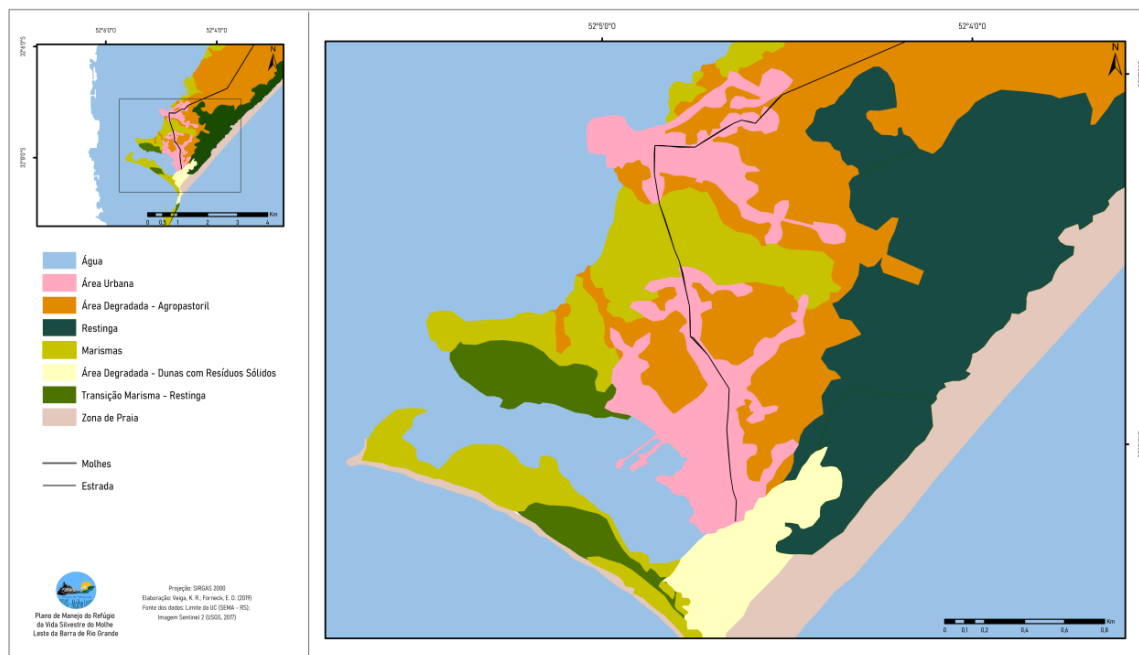 52°6'0"O 52°4'0"O
32°6'0"S
N
32°8'0"S
Km
0 0,5 1 2 3 4
Água
Área Urbana
Área Degradada - Agropastoril
Restinga
Marismas
Área Degradada - Dunas com Resíduos Sólidos
Transição Marisma - Restinga
Zona de Praia
Molhes
Estrada
Plano de Manejo do Refúgio
da Vida Silvestre do Molhe
Leste da Barra de Rio Grande
Projeção: SIRGAS 2000
Elaboração: Veiga, K. R.; Forneck, E. D. (2019)
Fonte dos dados: Limite da UC (SEMA - RS);
Imagem Sentinel 2 (USGS, 2017)
52°5'0"O 52°4'0"O
N
Km
0 0,1 0,2 0,4 0,6 0,8